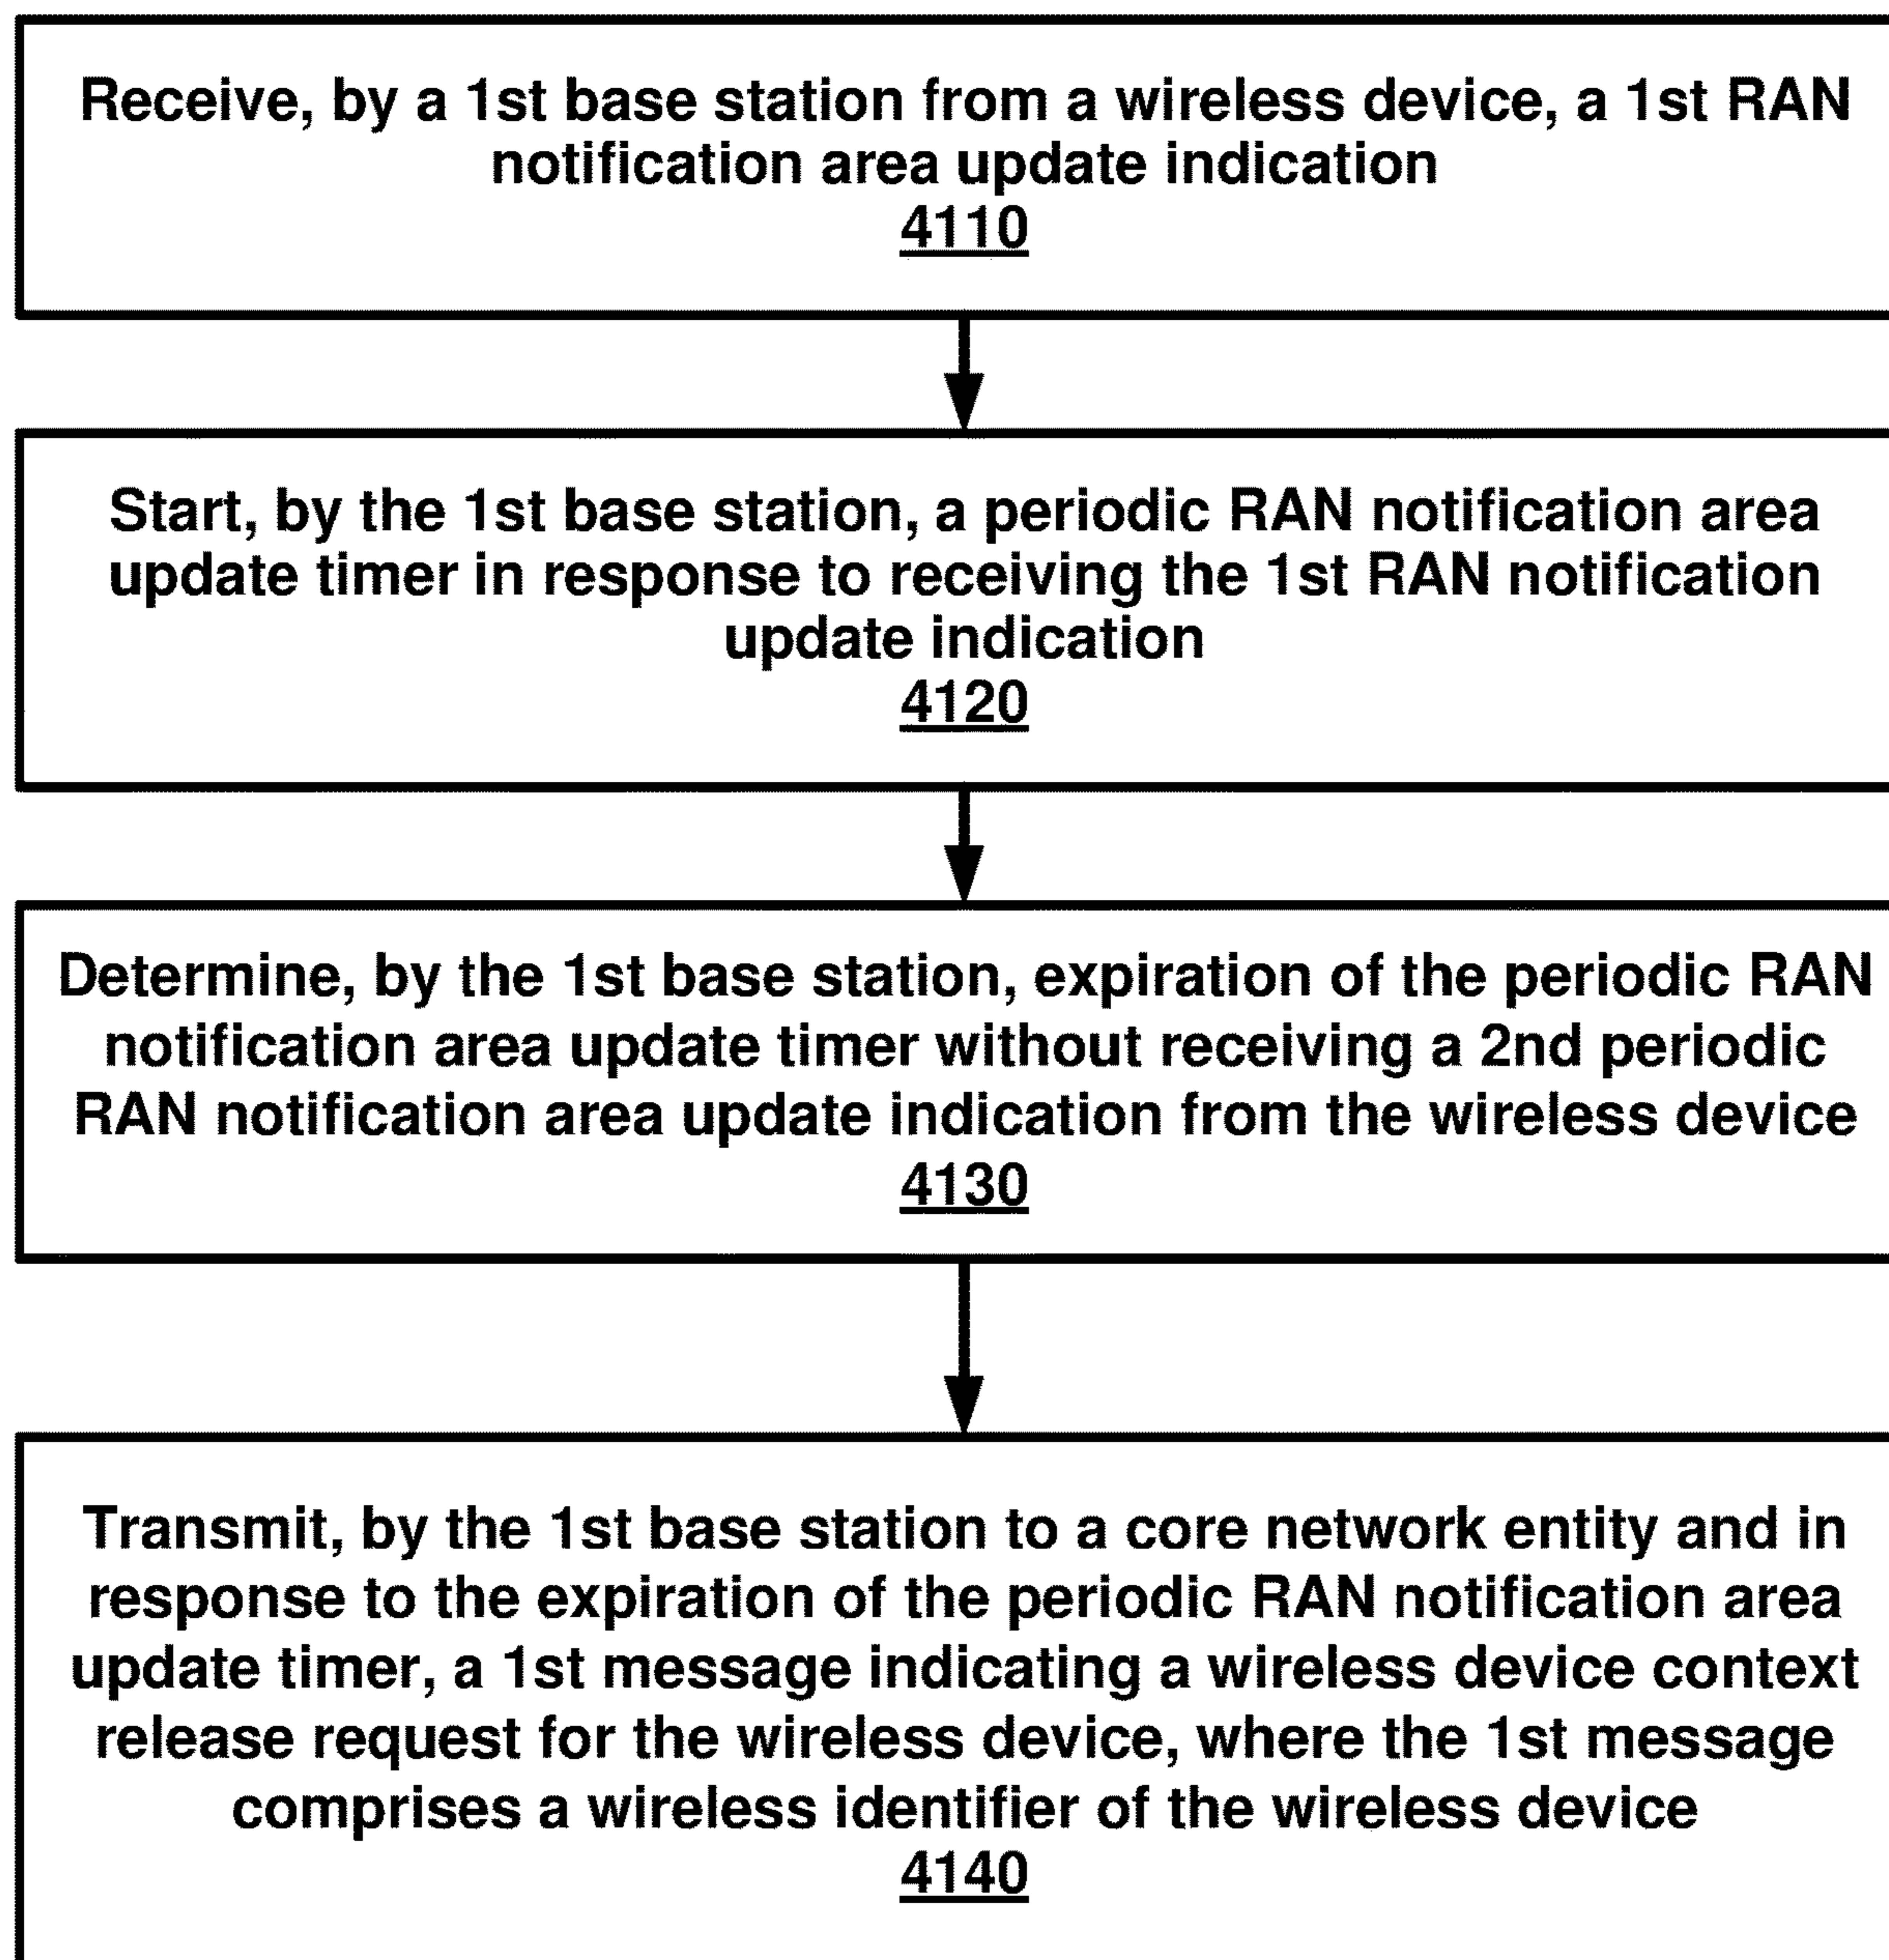 Receive, by a 1st base station from a wireless device, a 1st RAN
notification area update indication
4110
Start, by the 1st base station, a periodic RAN notification area
update timer in response to receiving the 1st RAN notification
update indication
4120
Determine, by the 1st base station, expiration of the periodic RAN
notification area update timer without receiving a 2nd periodic
RAN notification area update indication from the wireless device
4130
Transmit, by the 1st base station to a core network entity and in
response to the expiration of the periodic RAN notification area
update timer, a 1st message indicating a wireless device context
release request for the wireless device, where the 1st message
comprises a wireless identifier of the wireless device
4140